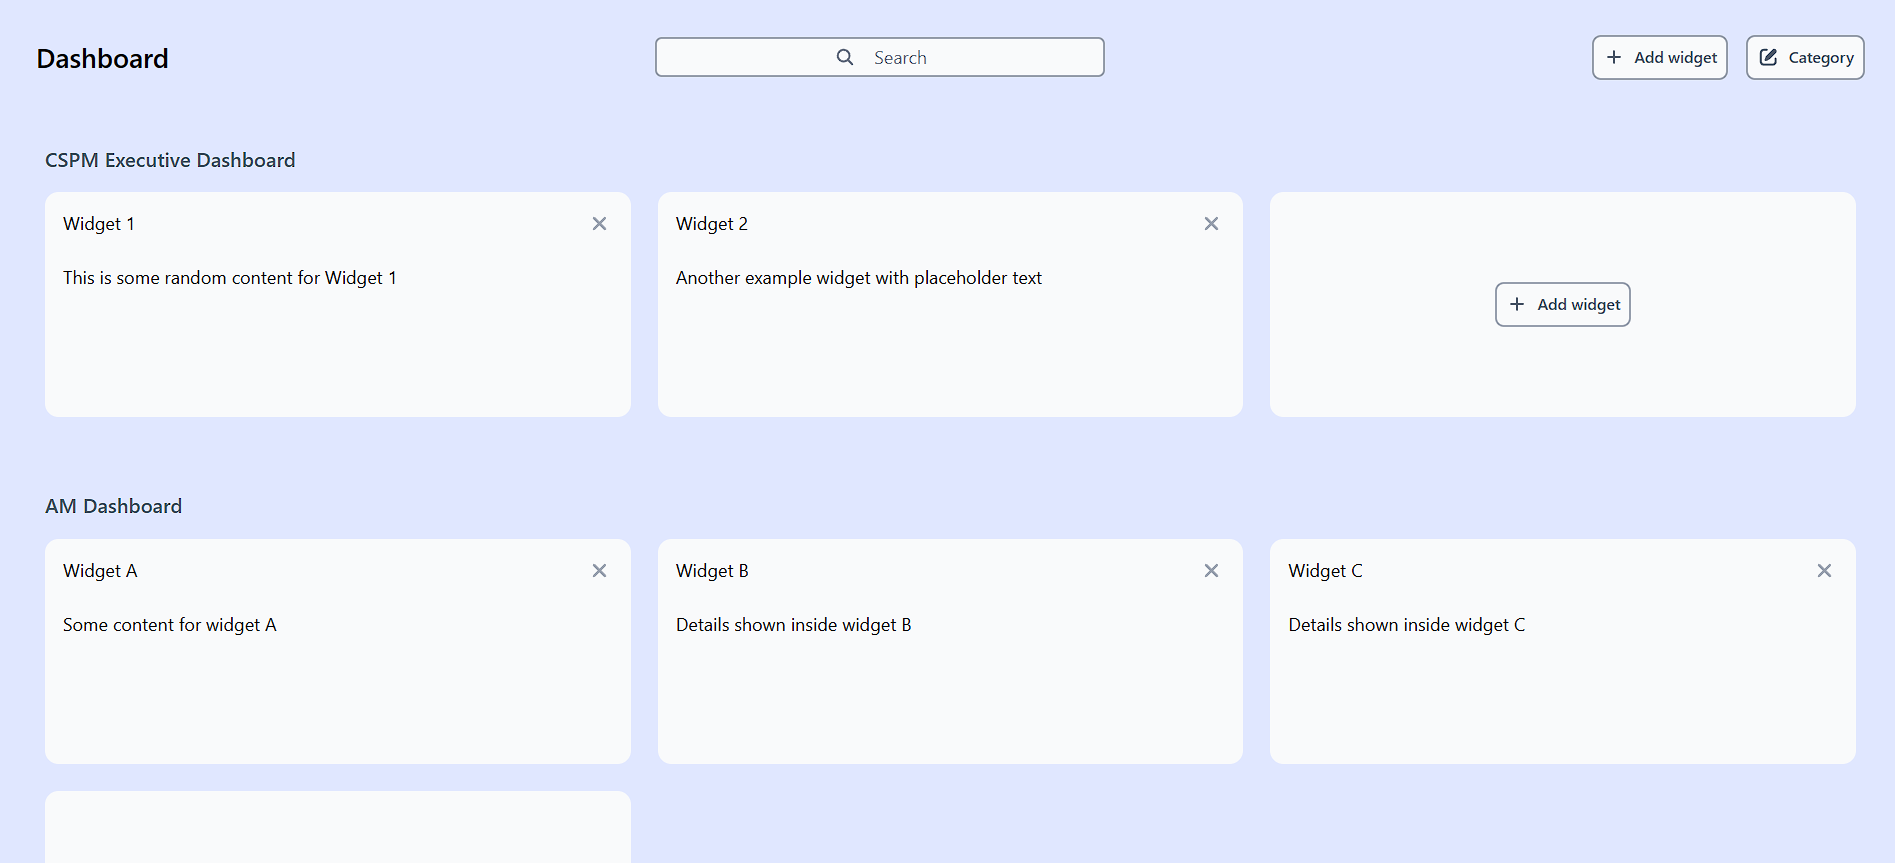 Dashboard
Search
Add widget
Category
CSPM Executive Dashboard
Widget 1
This is some random content for Widget 1
Widget 2
Another example widget with placeholder text
Add widget
AM Dashboard
Widget A
Some content for widget A
Widget B
Details shown inside widget B
Widget C
Details shown inside widget C